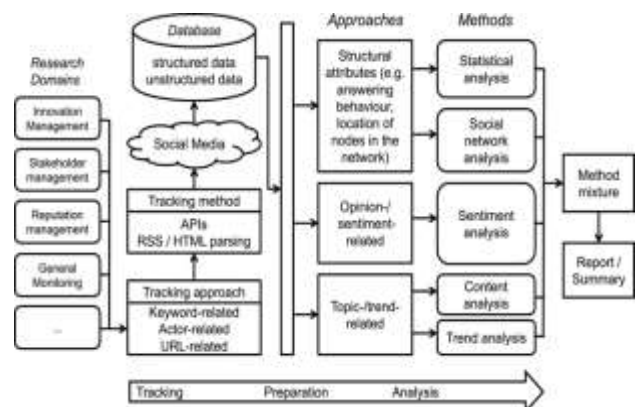 Research
Domains
Innovation
Management
Stakeholder
management
Reputation
management
General
Monitoring
...
Database
structured data
unstructured data
Social Media
Tracking method
APIs
RSS / HTML parsing
Tracking approach
Keyword-related
Actor-related
URL-related
Approaches
Structural
attributes (e.g.
answering
behaviour,
location of
nodes in the
network)
Opinion-/
sentiment-
related
Topic-/trend-
related
Methods
Statistical
analysis
Social
network
analysis
Sentiment
analysis
Content
analysis
Trend analysis
Method
mixture
Report /
Summary
Tracking Preparation Analysis